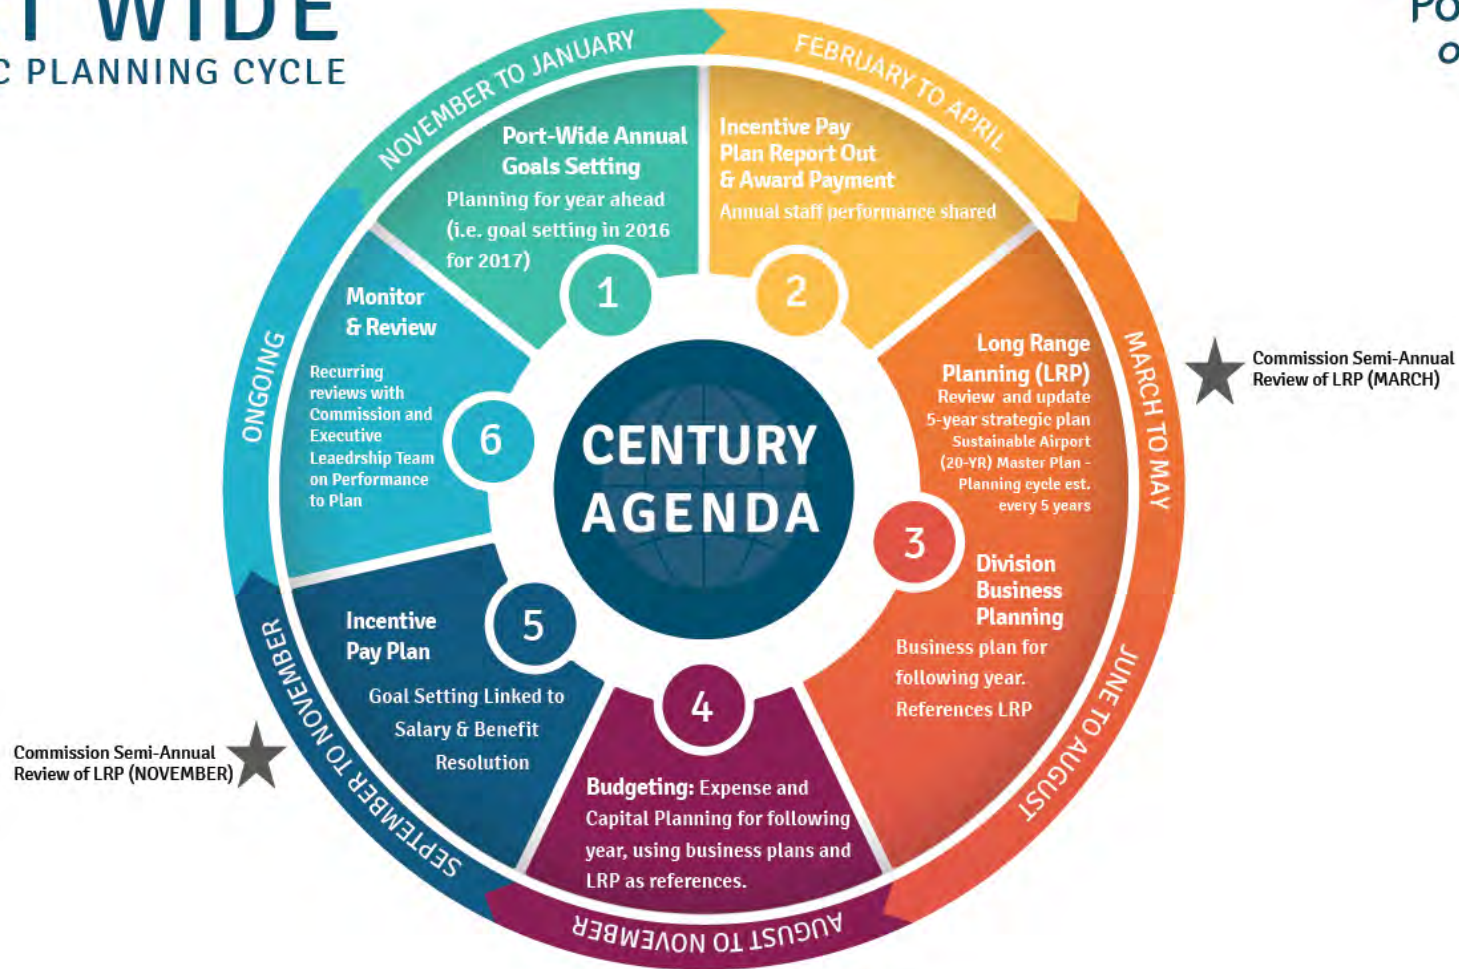 T WIDE
C PLANNING CYCLE
PO
O
NOVEMBER TO JANUARY
Port-Wide Annual
Goals Setting
Planning for year ahead
(i.e. goal setting in 2016
for 2017)
1
FEBRUARY TO APRIL
Incentive Pay
Plan Report Out
& Award Payment
Annual staff performance shared
2
MARCH TO MAY
Long Range
Planning (LRP)
Review and update
5-year strategic plan
Sustainable Airport
(20-YR) Master Plan -
Planning cycle est.
every 5 years
Commission Semi-Annual
Review of LRP (MARCH)
3
JUNE TO AUGUST
Division
Business
Planning
Business plan for
following year.
References LRP
4
Budgeting: Expense and
Capital Planning for following
year, using business plans and
LRP as references.
AUGUST TO NOVEMBER
5
Incentive
Pay Plan
Goal Setting Linked to
Salary & Benefit
Resolution
SEPTEMBER TO NOVEMBER
Commission Semi-Annual
Review of LRP (NOVEMBER)
6
Monitor
& Review
Recurring
reviews with
Commission and
Executive
Leaedrship Team
on Performance
to Plan
ONGOING
CENTURY
AGENDA